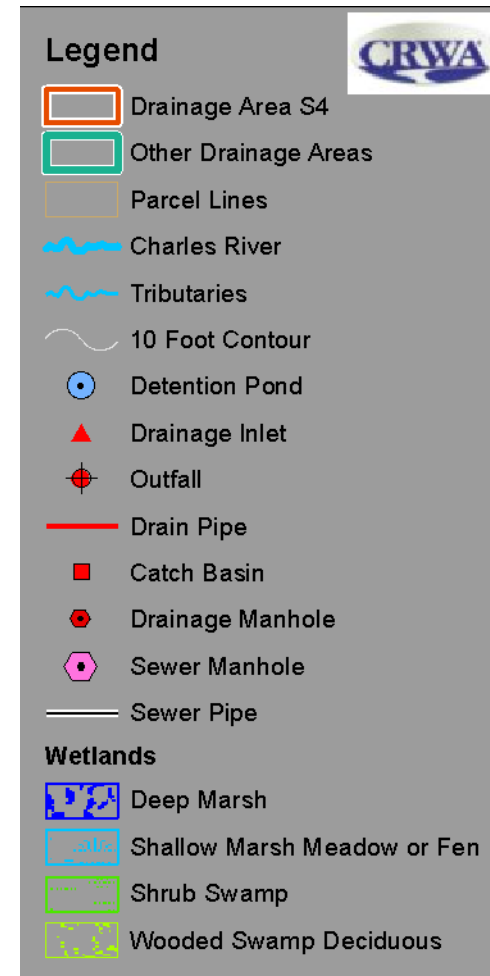 Legend
CRWA
Drainage Area S4
Other Drainage Areas
Parcel Lines
Charles River
Tributaries
10 Foot Contour
Detention Pond
Drainage Inlet
Outfall
Drain Pipe
Catch Basin
Drainage Manhole
Sewer Manhole
Sewer Pipe
Wetlands
Deep Marsh
Shallow Marsh Meadow or Fen
Shrub Swamp
Wooded Swamp Deciduous